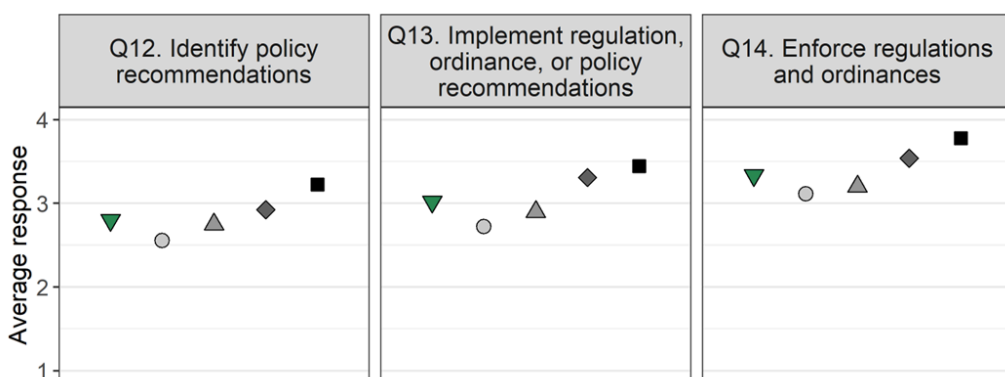 Q12. Identify policy
recommendations
Q13. Implement regulation,
ordinance, or policy
recommendations
Q14. Enforce regulations
and ordinances
Average response
4
3
2
1